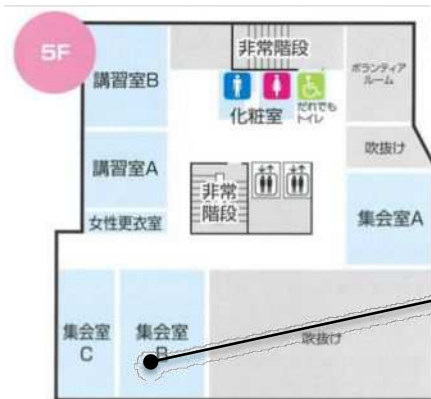 5F
非常階段
講習室B
ボランティア
ルーム
化粧室
だれでも
トイレ
吹抜け
講習室A
非常
階段
女性更衣室
集会室A
集会室
C
集会室
B
吹抜け